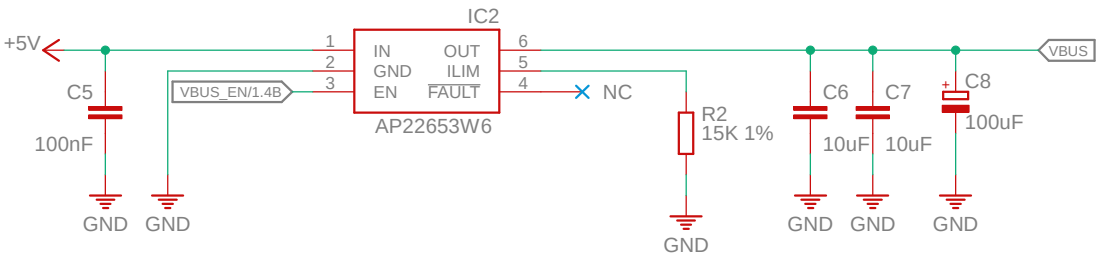 IC2
+5V
1
IN
OUT
6
VBUS
2
GND
ILIM
5
VBUS_EN/1.4B
3
EN
FAULT
4
NC
AP22653W6
C5
100nF
R2
15K 1%
C6
10uF
C7
10uF
+
C8
100uF
GND
GND
GND
GND
GND
GND